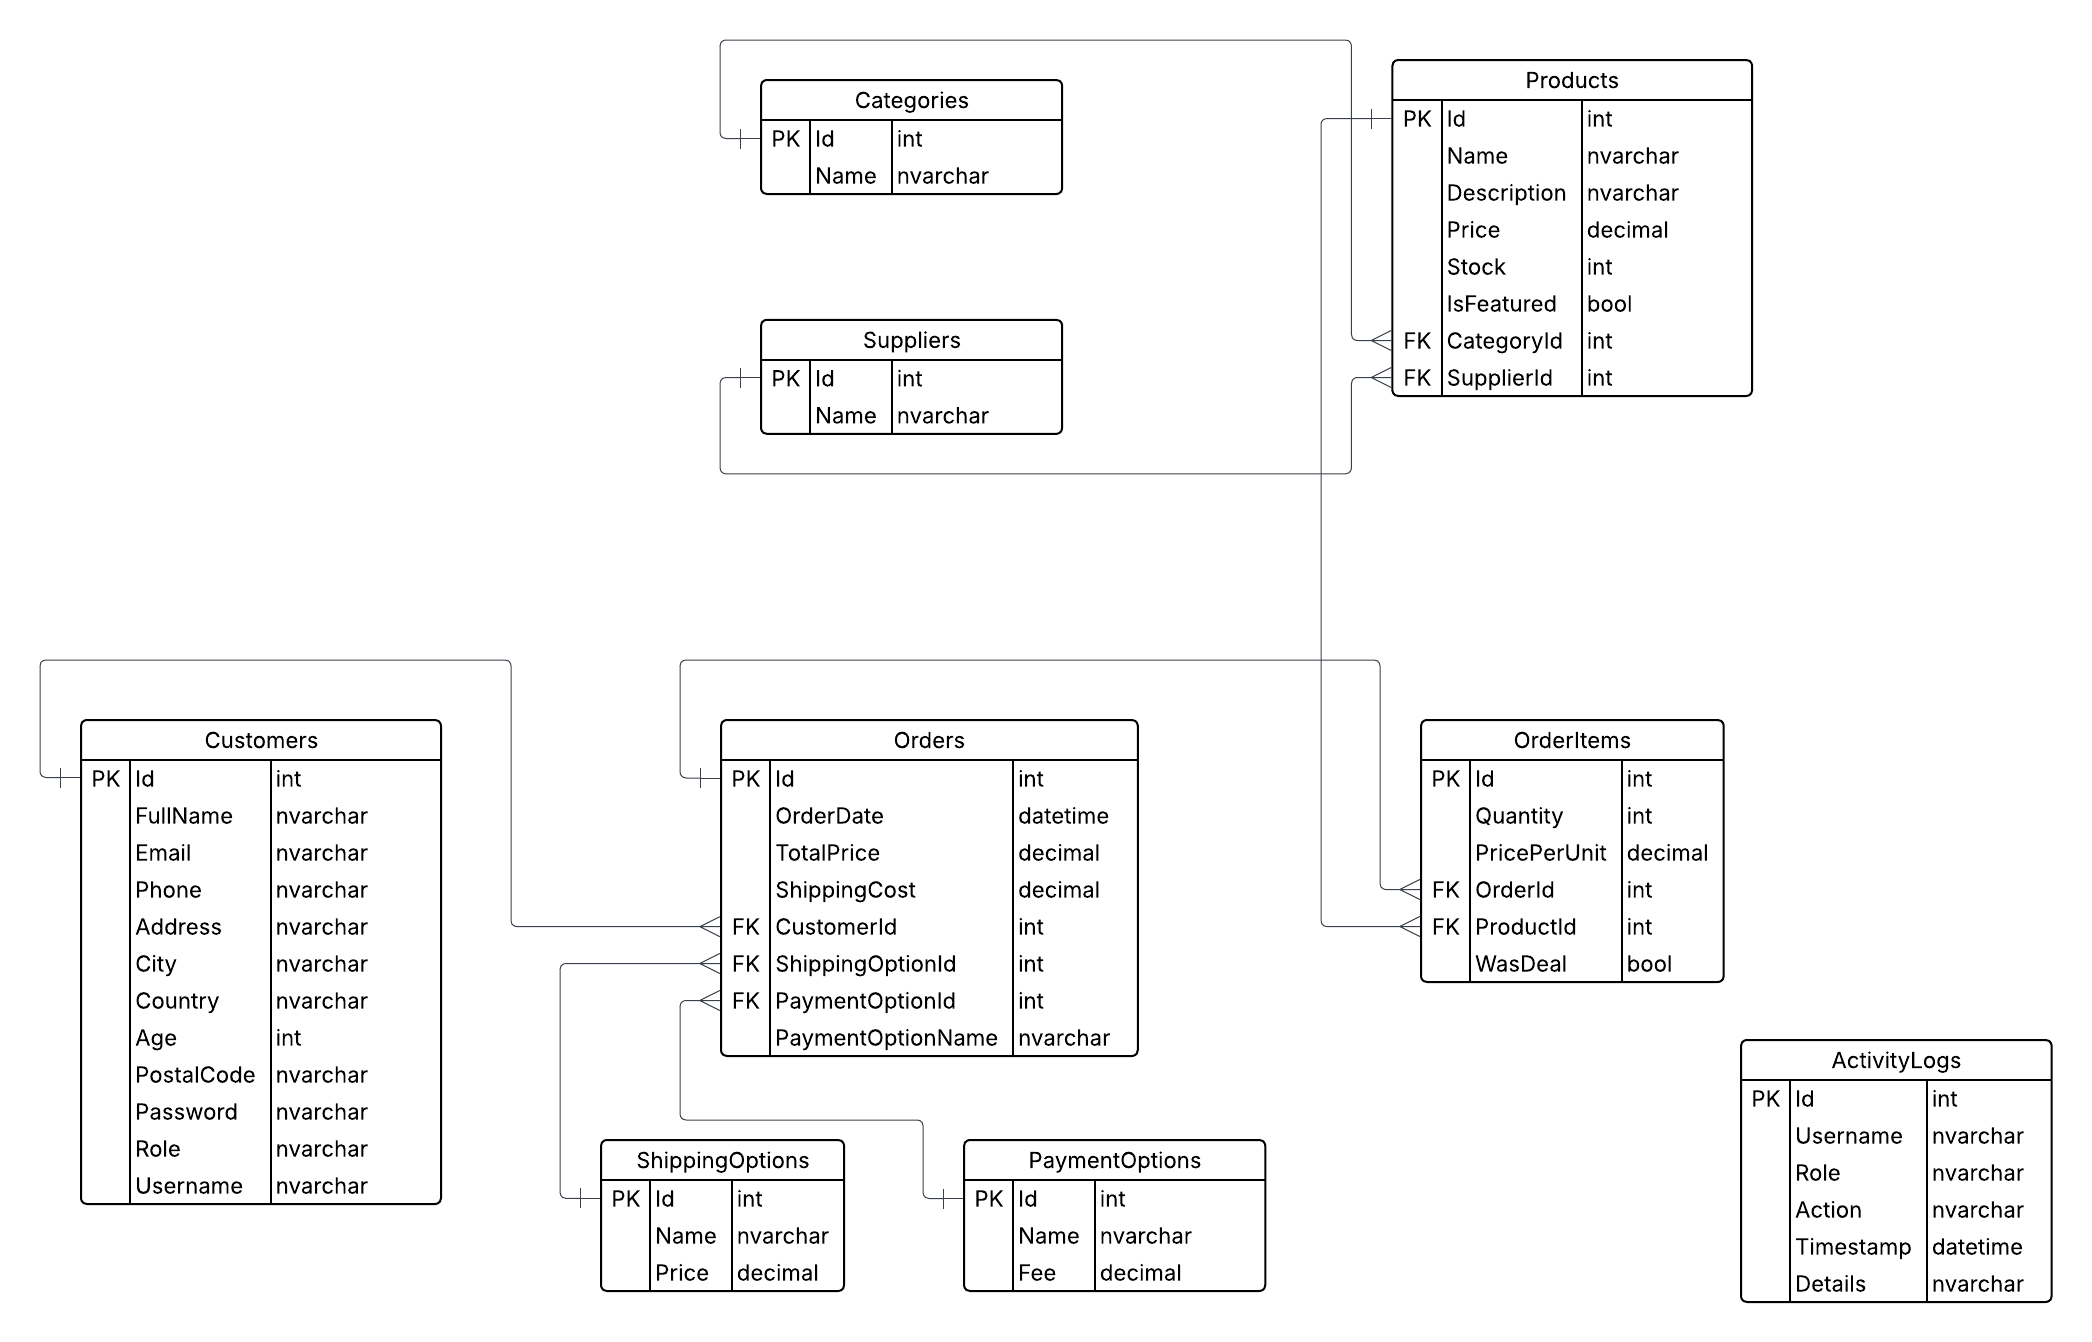 Categories
PK Id int
Name nvarchar
Products
PK Id int
Name nvarchar
Description nvarchar
Price decimal
Stock int
IsFeatured bool
FK CategoryId int
FK SupplierId int
Suppliers
PK Id int
Name nvarchar
Customers
PK Id int
FullName nvarchar
Email nvarchar
Phone nvarchar
Address nvarchar
City nvarchar
Country nvarchar
Age int
PostalCode nvarchar
Password nvarchar
Role nvarchar
Username nvarchar
Orders
PK Id int
OrderDate datetime
TotalPrice decimal
ShippingCost decimal
FK CustomerId int
FK ShippingOptionId int
FK PaymentOptionId int
PaymentOptionName nvarchar
OrderItems
PK Id int
Quantity int
PricePerUnit decimal
FK OrderId int
FK ProductId int
WasDeal bool
ShippingOptions
PK Id int
Name nvarchar
Price decimal
PaymentOptions
PK Id int
Name nvarchar
Fee decimal
ActivityLogs
PK Id int
Username nvarchar
Role nvarchar
Action nvarchar
Timestamp datetime
Details nvarchar